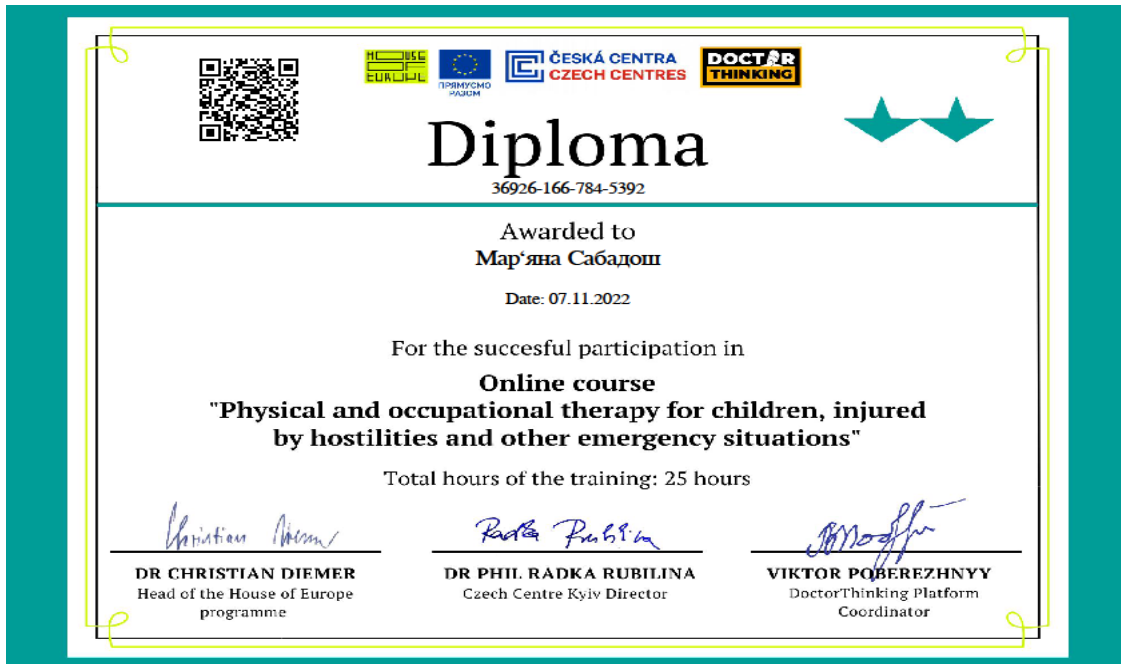 HOUSE
OF
EUROPE
ПРЯМУЄМО
РАЗОМ
ČESKÁ CENTRA
CZECH CENTRES
DOCTOR
THINKING
Diploma
36926-166-784-5392
Awarded to
Мар‘яна Сабадош
Date: 07.11.2022
For the succesful participation in
Online course
"Physical and occupational therapy for children, injured
by hostilities and other emergency situations"
Total hours of the training: 25 hours
DR CHRISTIAN DIEMER
Head of the House of Europe
programme
DR PHIL RADKA RUBILINA
Czech Centre Kyiv Director
VIKTOR POBEREZHNYY
DoctorThinking Platform
Coordinator